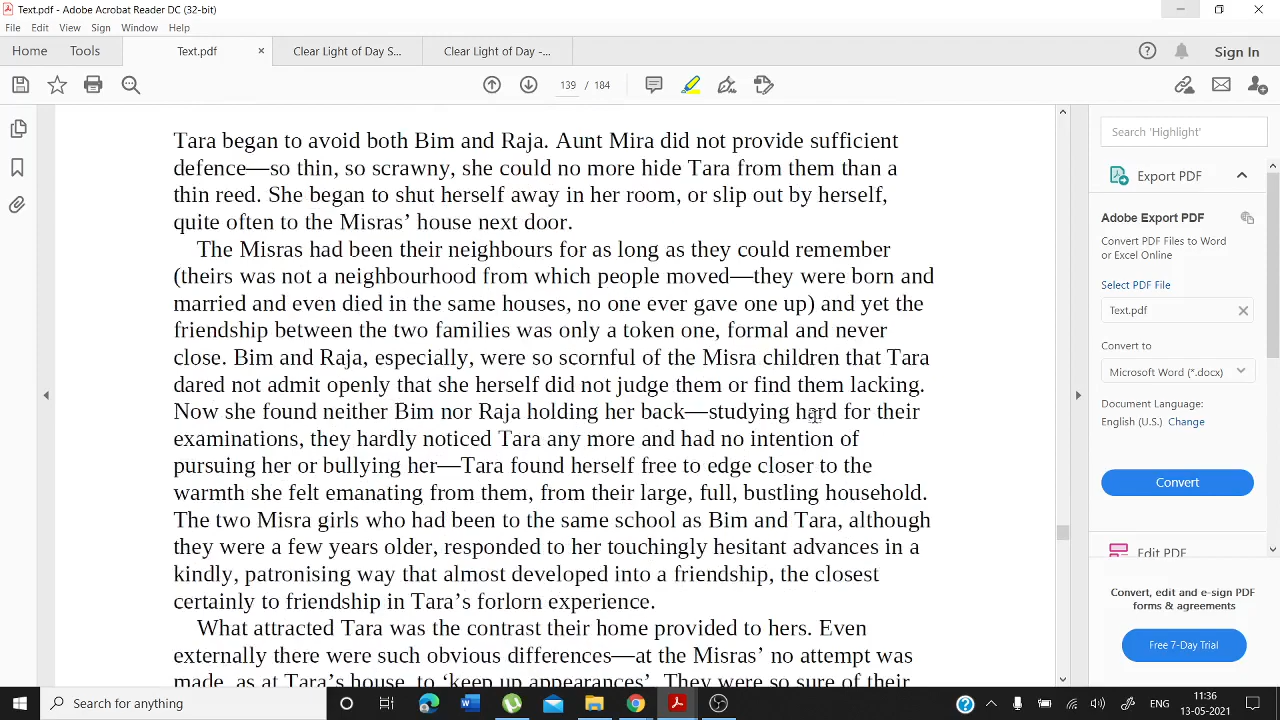 Text.pdf - Adobe Acrobat Reader DC (32-bit)
File Edit View Sign Window Help
Home Tools Text.pdf × Clear Light of Day S... Clear Light of Day -... Sign In
139 / 184
Tara began to avoid both Bim and Raja. Aunt Mira did not provide sufficient
defence—so thin, so scrawny, she could no more hide Tara from them than a
thin reed. She began to shut herself away in her room, or slip out by herself,
quite often to the Misras’ house next door.
The Misras had been their neighbours for as long as they could remember
(theirs was not a neighbourhood from which people moved—they were born and
married and even died in the same houses, no one ever gave one up) and yet the
friendship between the two families was only a token one, formal and never
close. Bim and Raja, especially, were so scornful of the Misra children that Tara
dared not admit openly that she herself did not judge them or find them lacking.
Now she found neither Bim nor Raja holding her back—studying hard for their
examinations, they hardly noticed Tara any more and had no intention of
pursuing her or bullying her—Tara found herself free to edge closer to the
warmth she felt emanating from them, from their large, full, bustling household.
The two Misra girls who had been to the same school as Bim and Tara, although
they were a few years older, responded to her touchingly hesitant advances in a
kindly, patronising way that almost developed into a friendship, the closest
certainly to friendship in Tara’s forlorn experience.
What attracted Tara was the contrast their home provided to hers. Even
externally there were such obvious differences—at the Misras’ no attempt was
made, as at Tara’s house, to ‘keep up appearances’. They were so sure of their
Search 'Highlight'
Export PDF
Adobe Export PDF
Convert PDF Files to Word
or Excel Online
Select PDF File
Text.pdf
Convert to
Microsoft Word (*.docx)
Document Language:
English (U.S.) Change
Convert
Edit PDF
Convert, edit and e-sign PDF
forms & agreements
Free 7-Day Trial
Search for anything
ENG
11:36
13-05-2021